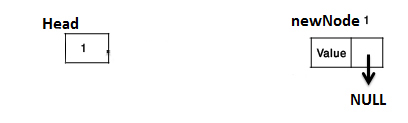 Head
1
newNode 1
Value
NULL